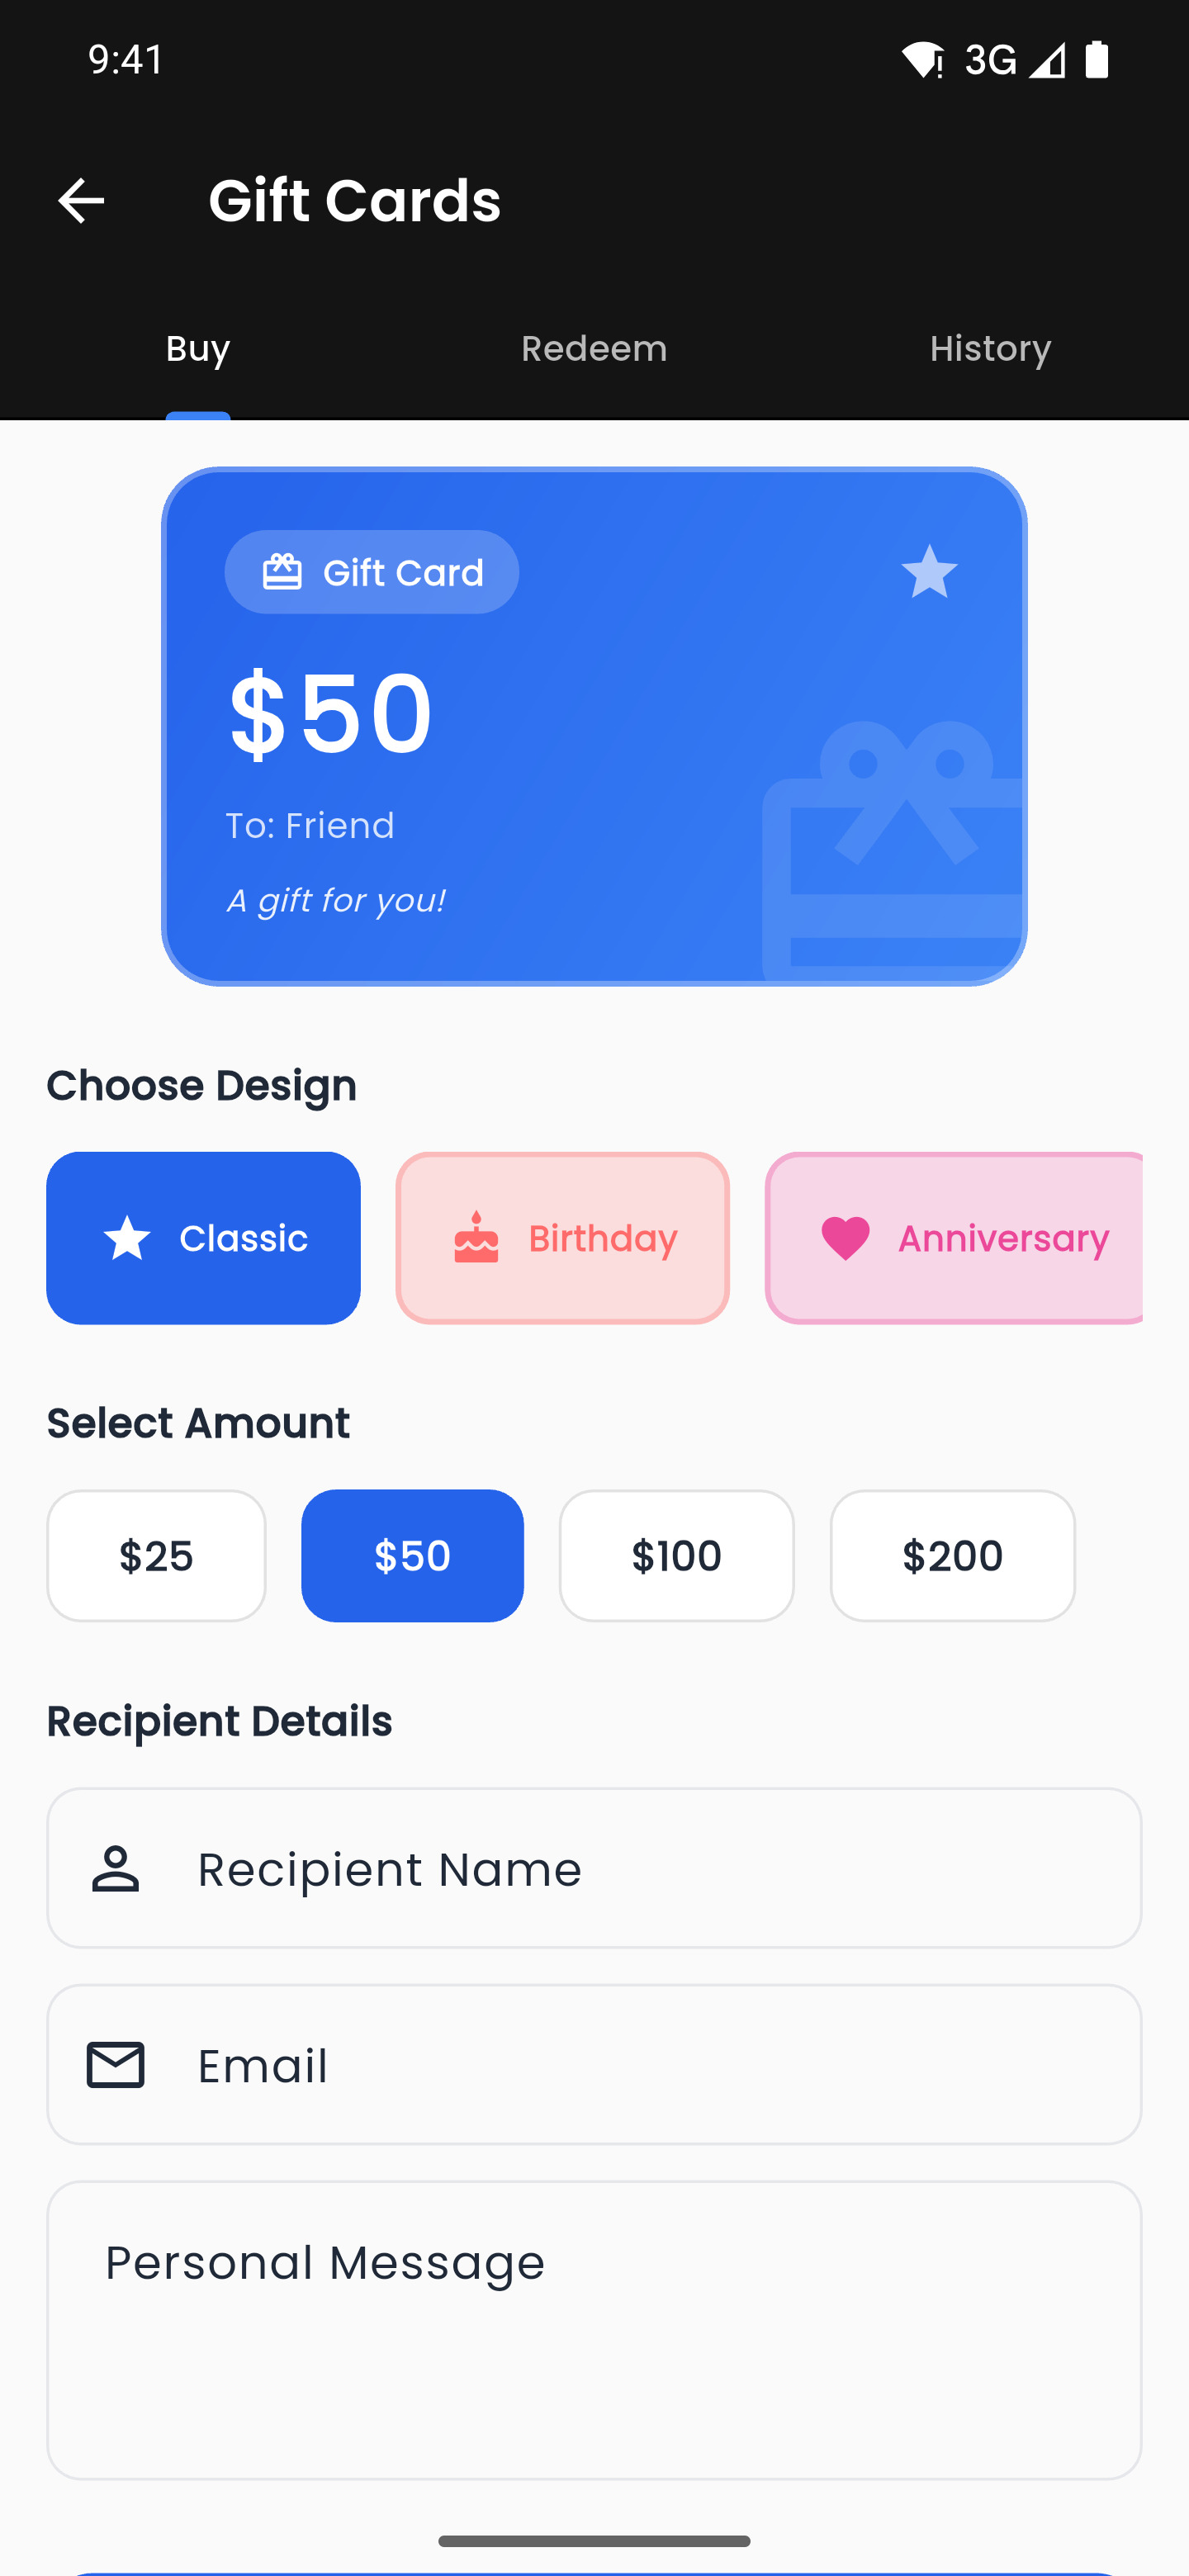 9:41
3G
Gift Cards
Buy
Redeem
History
Gift Card
$50
To: Friend
A gift for you!
Choose Design
Classic
Birthday
Anniversary
Select Amount
$25
$50
$100
$200
Recipient Details
Recipient Name
Email
Personal Message